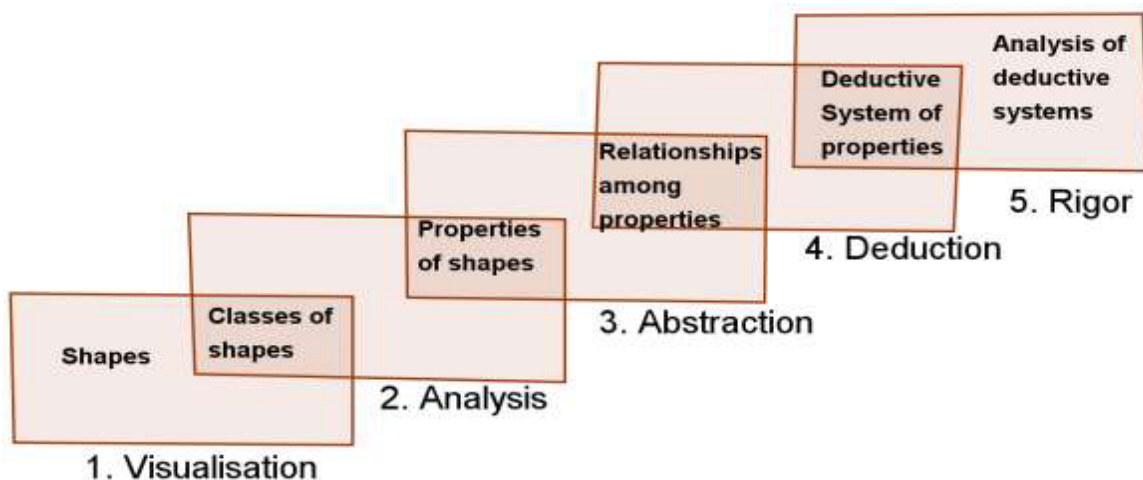 Shapes
Classes of
shapes
1. Visualisation
Properties
of shapes
2. Analysis
Relationships
among
properties
3. Abstraction
Deductive
System of
properties
4. Deduction
Analysis of
deductive
systems
5. Rigor